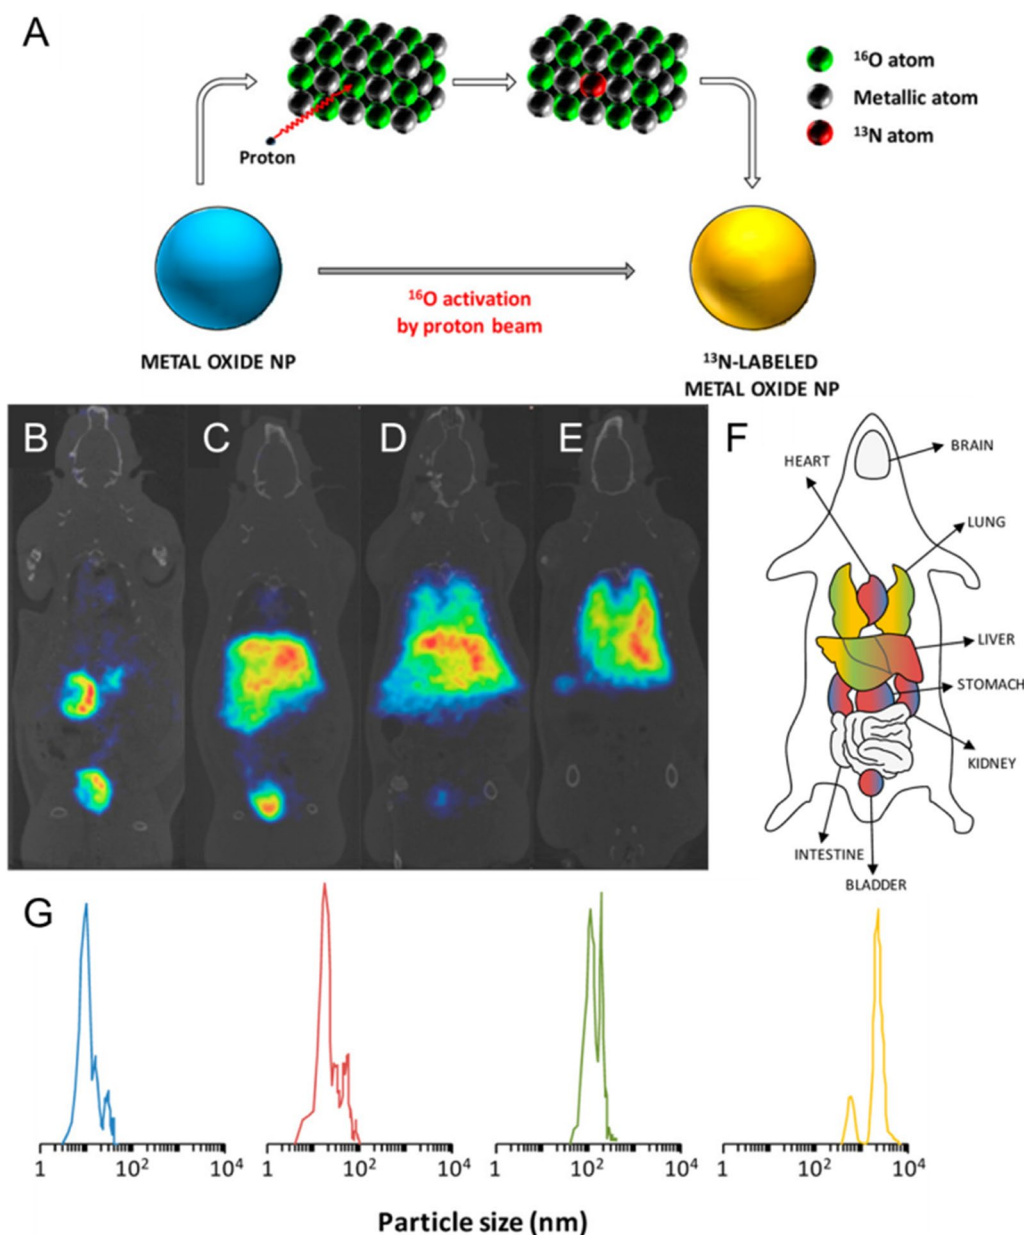 A
¹⁶O atom
Metallic atom
¹³N atom
Proton
¹⁶O activation
by proton beam
METAL OXIDE NP
¹³N-LABELED
METAL OXIDE NP
B
C
D
E
F
BRAIN
HEART
LUNG
LIVER
STOMACH
KIDNEY
INTESTINE
BLADDER
G
1 10² 10⁴ 1 10² 10⁴ 1 10² 10⁴ 1 10² 10⁴
Particle size (nm)